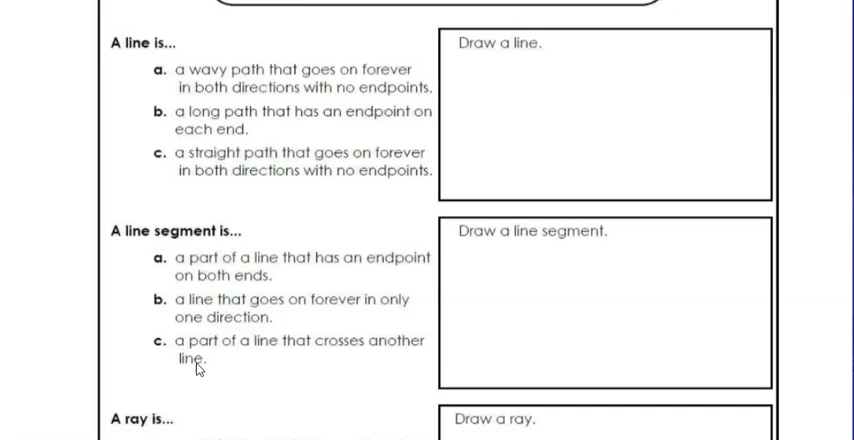 A line is...
a. a wavy path that goes on forever
in both directions with no endpoints.
b. a long path that has an endpoint on
each end.
c. a straight path that goes on forever
in both directions with no endpoints.
Draw a line.
A line segment is...
a. a part of a line that has an endpoint
on both ends.
b. a line that goes on forever in only
one direction.
c. a part of a line that crosses another
line.
Draw a line segment.
A ray is...
Draw a ray.